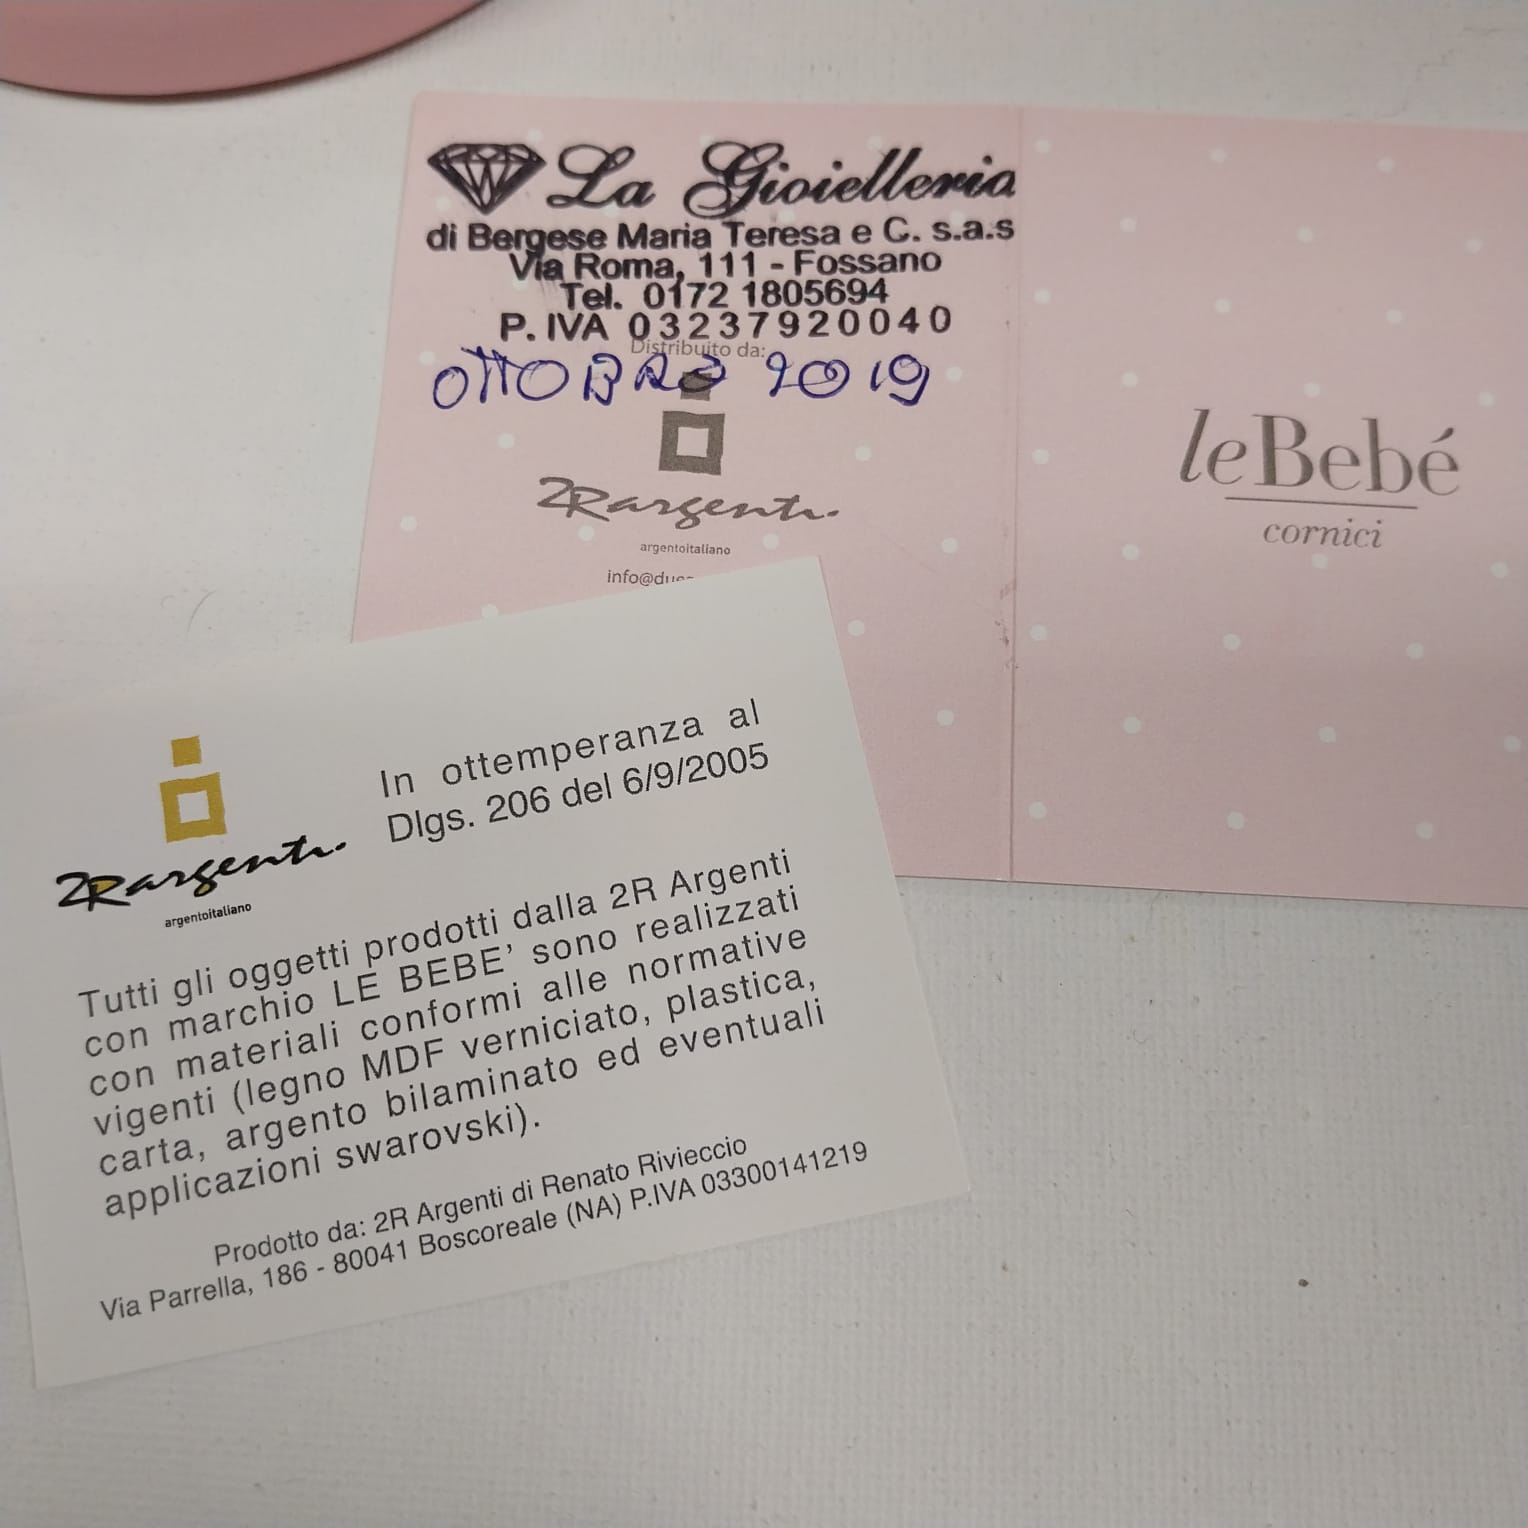 La Gioielleria
di Bergese Maria Teresa e C. s.a.s
Via Roma, 111 - Fossano
Tel. 0172 1805694
P. IVA 03237920040
Distribuito da:
OTTOBRE 2019
2Rargenti
argentoitaliano
info@due
leBebé
cornici
2Rargenti
argentoitaliano
In ottemperanza al
Dlgs. 206 del 6/9/2005
Tutti gli oggetti prodotti dalla 2R Argenti
con marchio LE BEBE’ sono realizzati
con materiali conformi alle normative
vigenti (legno MDF verniciato, plastica,
carta, argento bilaminato ed eventuali
applicazioni swarovski).
Prodotto da: 2R Argenti di Renato Rivieccio
Via Parrella, 186 - 80041 Boscoreale (NA) P.IVA 03300141219